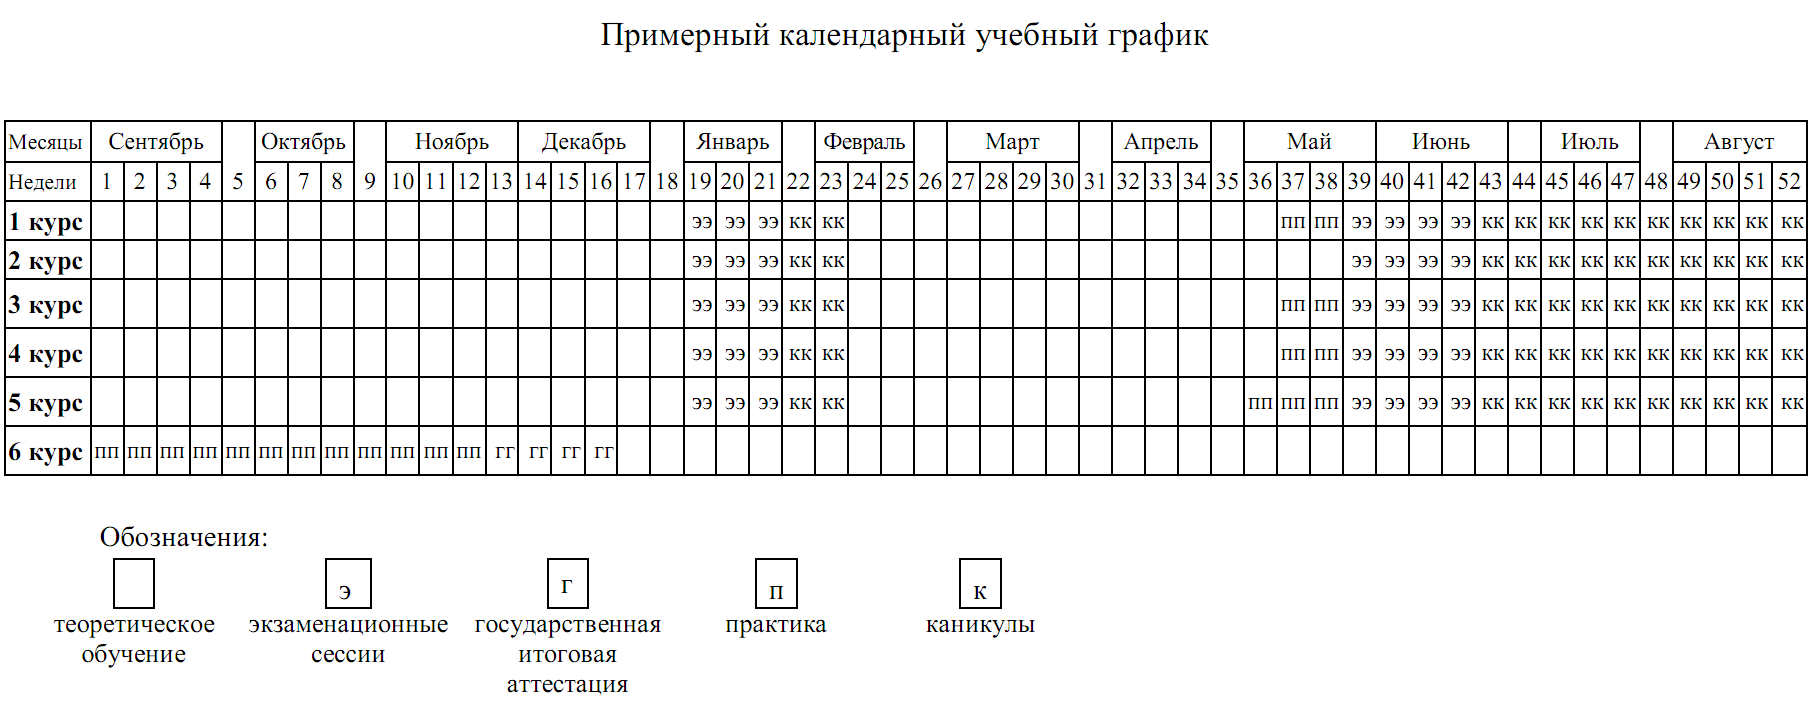 Примерный календарный учебный график
Месяцы Сентябрь Октябрь Ноябрь Декабрь Январь Февраль Март Апрель Май Июнь Июль Август
Недели 1 2 3 4 5 6 7 8 9 10 11 12 13 14 15 16 17 18 19 20 21 22 23 24 25 26 27 28 29 30 31 32 33 34 35 36 37 38 39 40 41 42 43 44 45 46 47 48 49 50 51 52
1 курс ээ ээ ээ кк кк пп пп ээ ээ ээ ээ кк кк кк кк кк кк кк кк кк кк
2 курс ээ ээ ээ кк кк ээ ээ ээ ээ кк кк кк кк кк кк кк кк кк кк
3 курс ээ ээ ээ кк кк пп пп ээ ээ ээ ээ кк кк кк кк кк кк кк кк кк кк
4 курс ээ ээ ээ кк кк пп пп ээ ээ ээ ээ кк кк кк кк кк кк кк кк кк кк
5 курс ээ ээ ээ кк кк пп пп пп ээ ээ ээ ээ кк кк кк кк кк кк кк кк кк кк
6 курс пп пп пп пп пп пп пп пп пп пп пп пп гг гг гг гг
Обозначения:
э г п к
теоретическое экзаменационные государственная практика каникулы
обучение сессии итоговая
аттестация